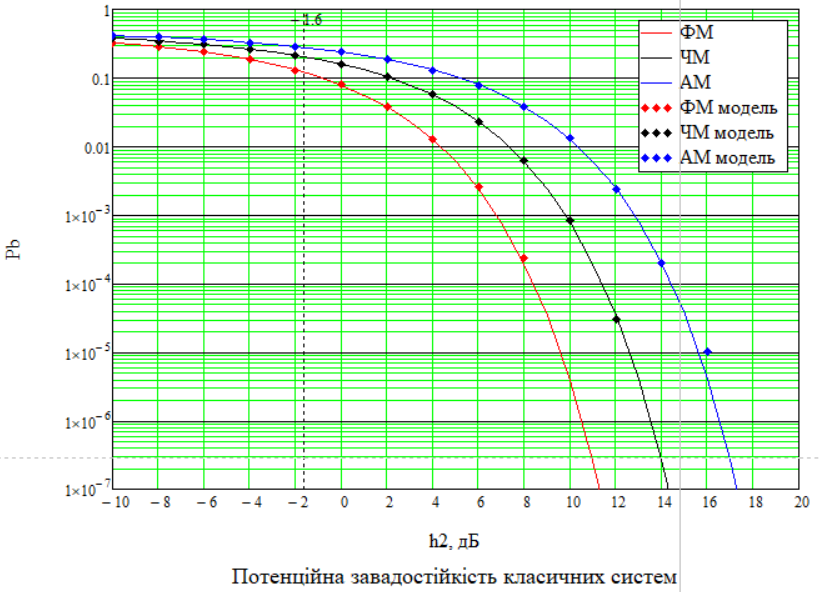 1
0.1
0.01
1×10⁻³
1×10⁻⁴
1×10⁻⁵
1×10⁻⁶
1×10⁻⁷
Pb
−1.6
ФМ
ЧМ
АМ
ФМ модель
ЧМ модель
АМ модель
−10 −8 −6 −4 −2 0 2 4 6 8 10 12 14 16 18 20
h2, дБ
Потенційна завадостійкість класичних систем